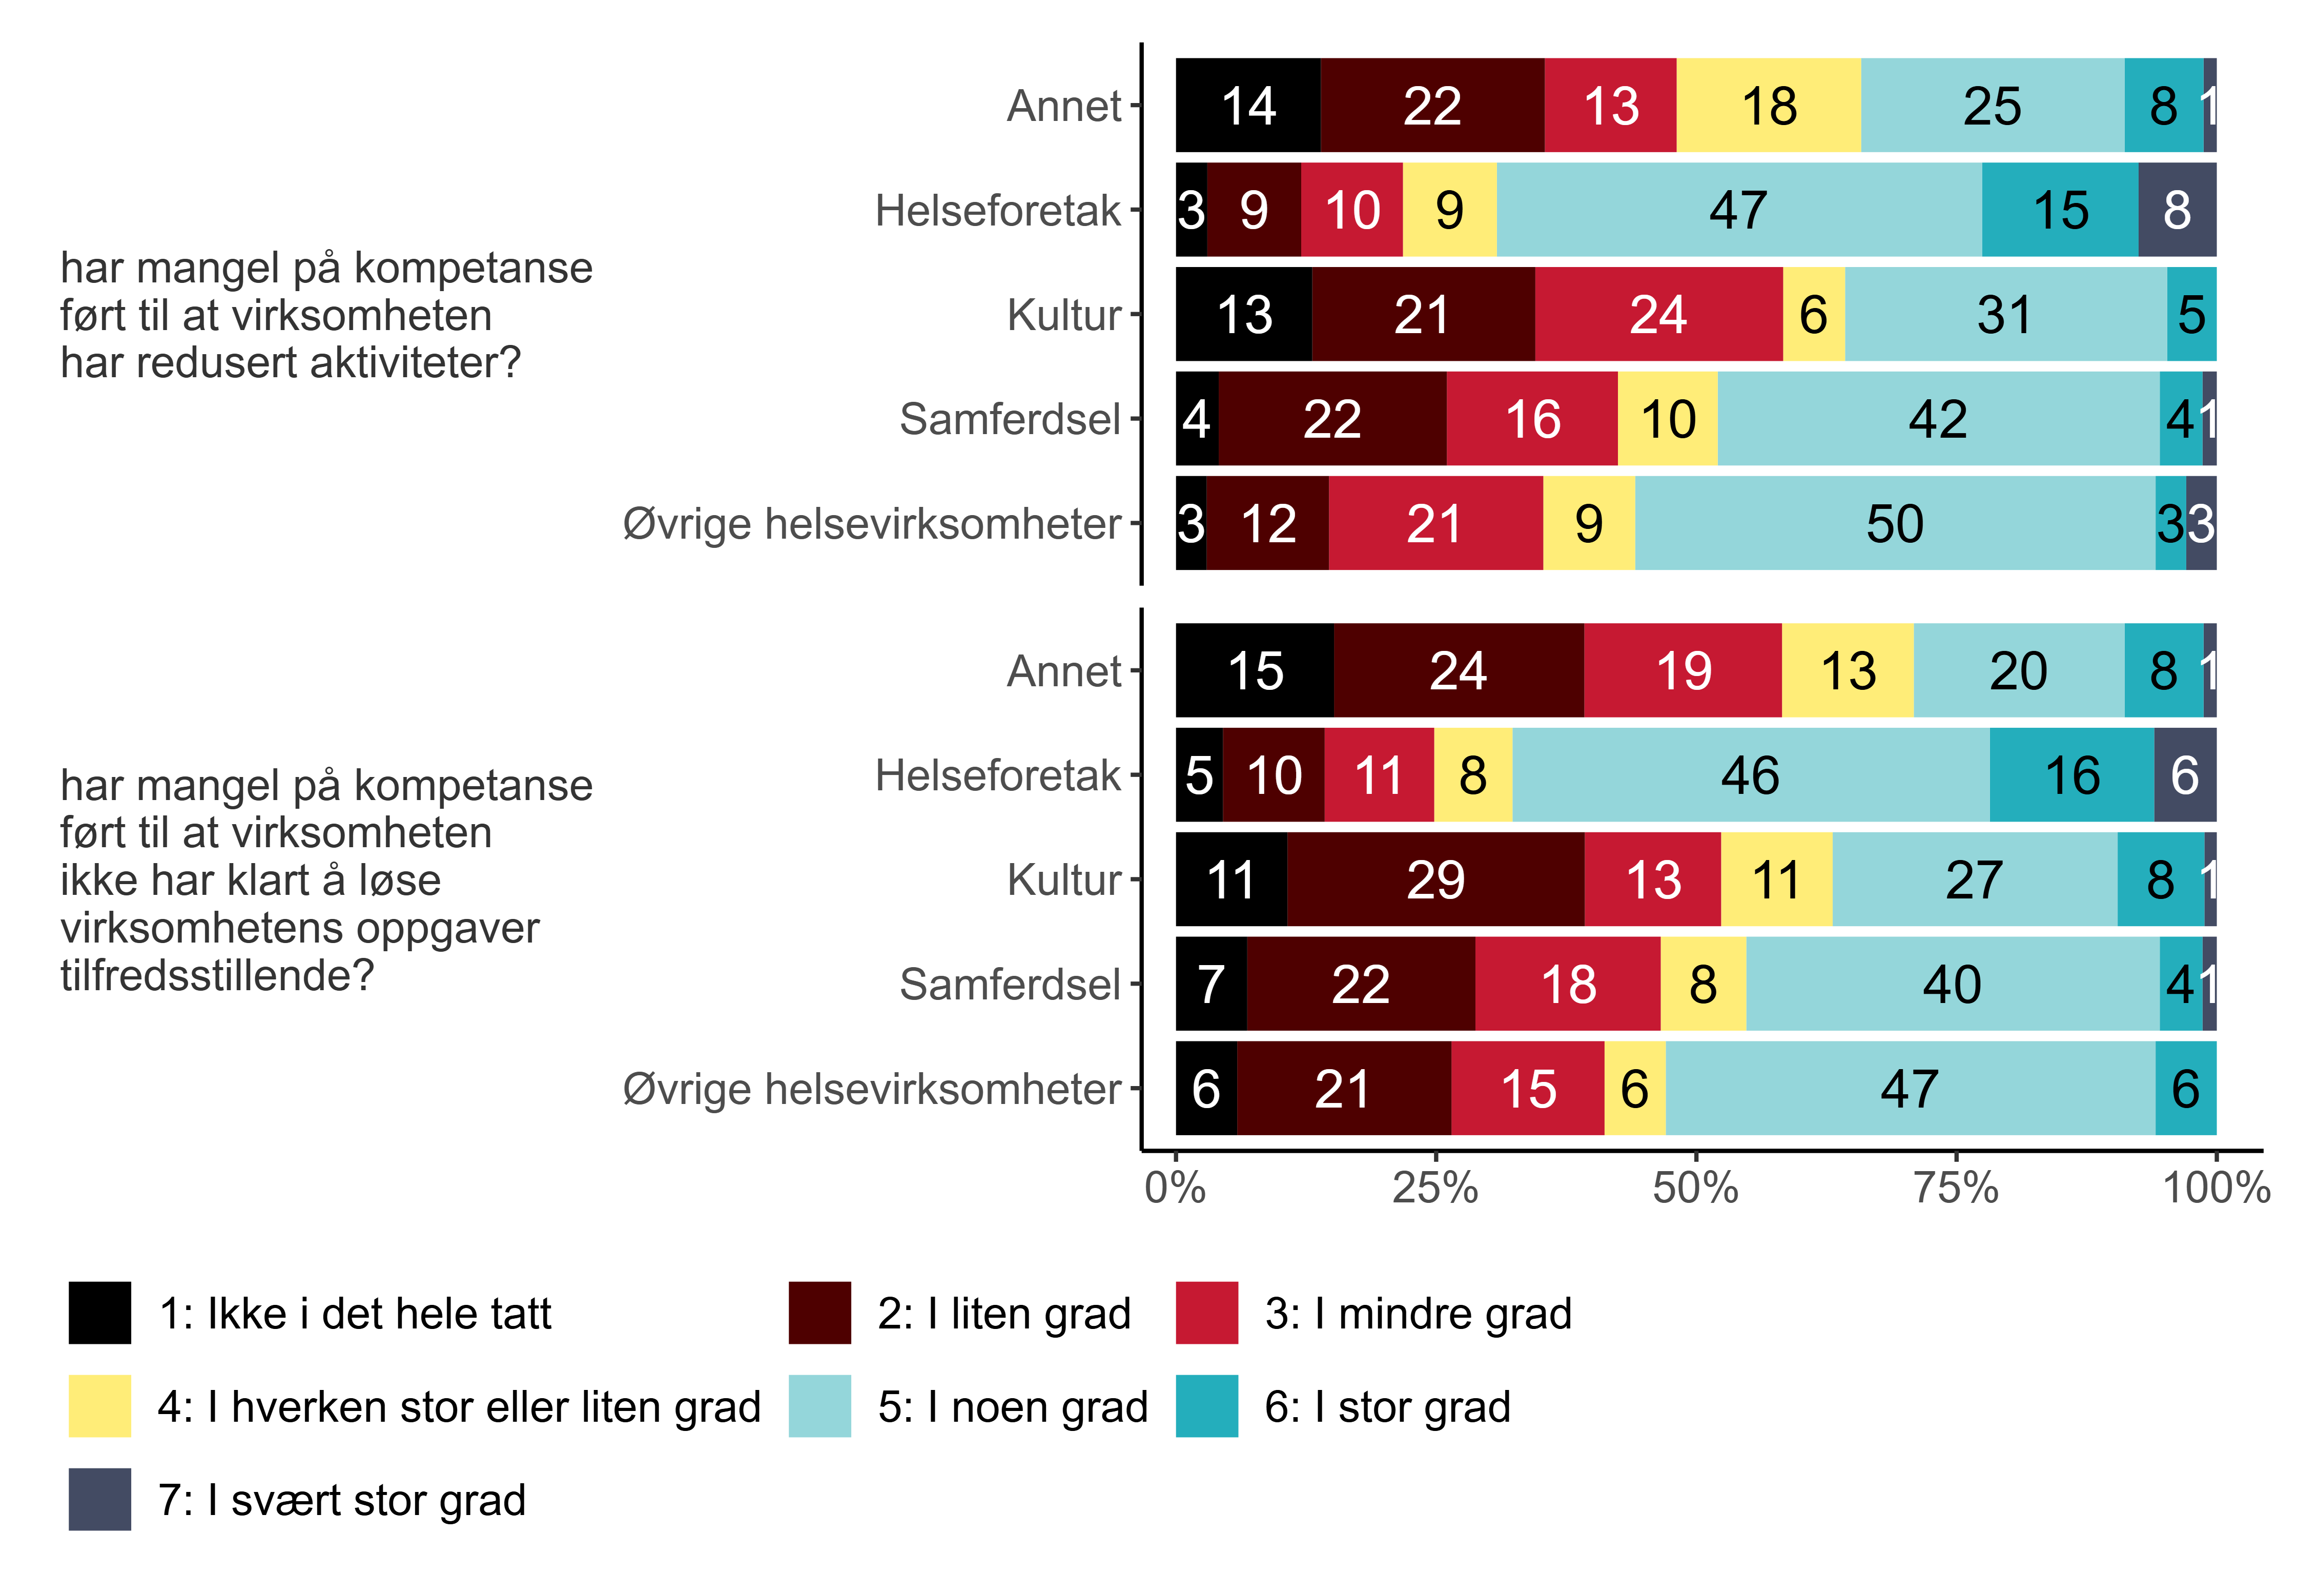 Annet 14 22 13 18 25 8 1
Helseforetak 3 9 10 9 47 15 8
har mangel på kompetanse
ført til at virksomheten
har redusert aktiviteter?
Kultur 13 21 24 6 31 5
Samferdsel 4 22 16 10 42 4 1
Øvrige helsevirksomheter 3 12 21 9 50 3 3
Annet 15 24 19 13 20 8 1
Helseforetak 5 10 11 8 46 16 6
har mangel på kompetanse
ført til at virksomheten
ikke har klart å løse
virksomhetens oppgaver
tilfredsstillende?
Kultur 11 29 13 11 27 8 1
Samferdsel 7 22 18 8 40 4 1
Øvrige helsevirksomheter 6 21 15 6 47 6
0% 25% 50% 75% 100%
1: Ikke i det hele tatt 2: I liten grad 3: I mindre grad
4: I hverken stor eller liten grad 5: I noen grad 6: I stor grad
7: I svært stor grad